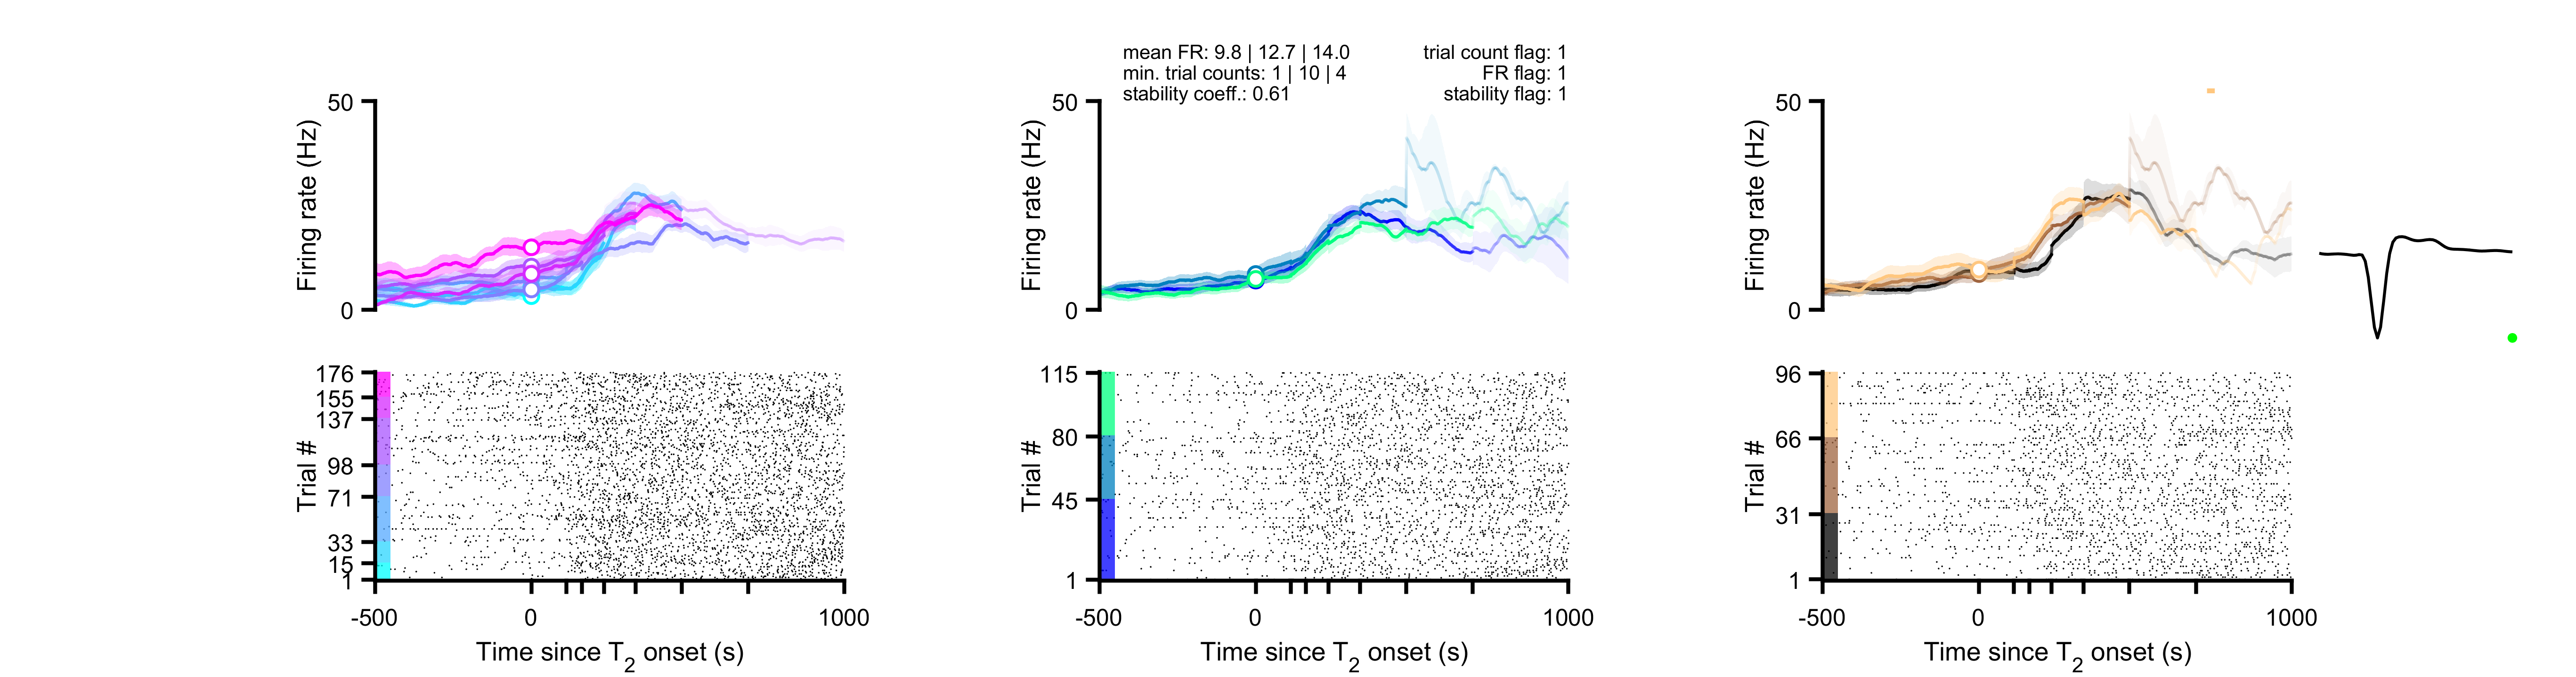 mean FR: 9.8 | 12.7 | 14.0
min. trial counts: 1 | 10 | 4
stability coeff.: 0.61
trial count flag: 1
FR flag: 1
stability flag: 1
50
0
Firing rate (Hz)
50
0
Firing rate (Hz)
50
0
Firing rate (Hz)
176
155
137
98
71
33
15
1
Trial #
-500
0
1000
Time since T2 onset (s)
115
80
45
1
Trial #
-500
0
1000
Time since T2 onset (s)
96
66
31
1
Trial #
-500
0
1000
Time since T2 onset (s)